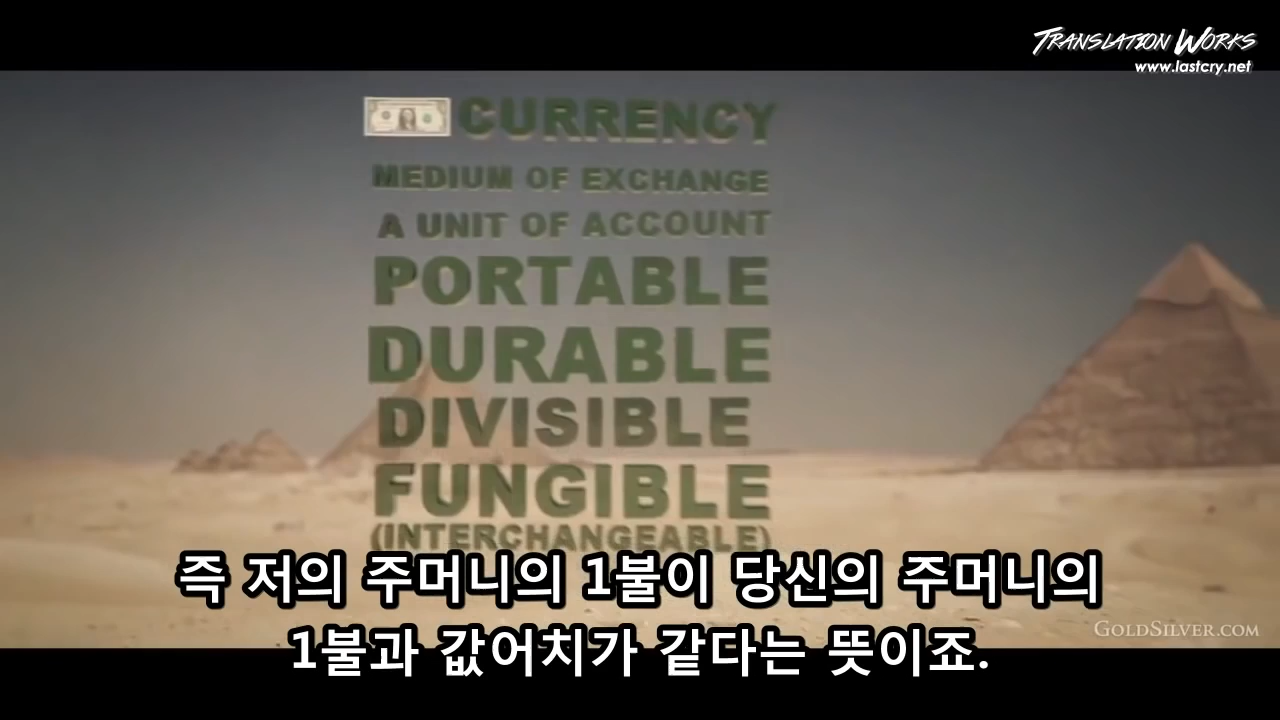 TRANSLATION WORKS
www.lastcry.net
CURRENCY
MEDIUM OF EXCHANGE
A UNIT OF ACCOUNT
PORTABLE
DURABLE
DIVISIBLE
FUNGIBLE
(INTERCHANGEABLE)
즉 저의 주머니의 1불이 당신의 주머니의
1불과 값어치가 같다는 뜻이죠.
GOLDSILVER.COM